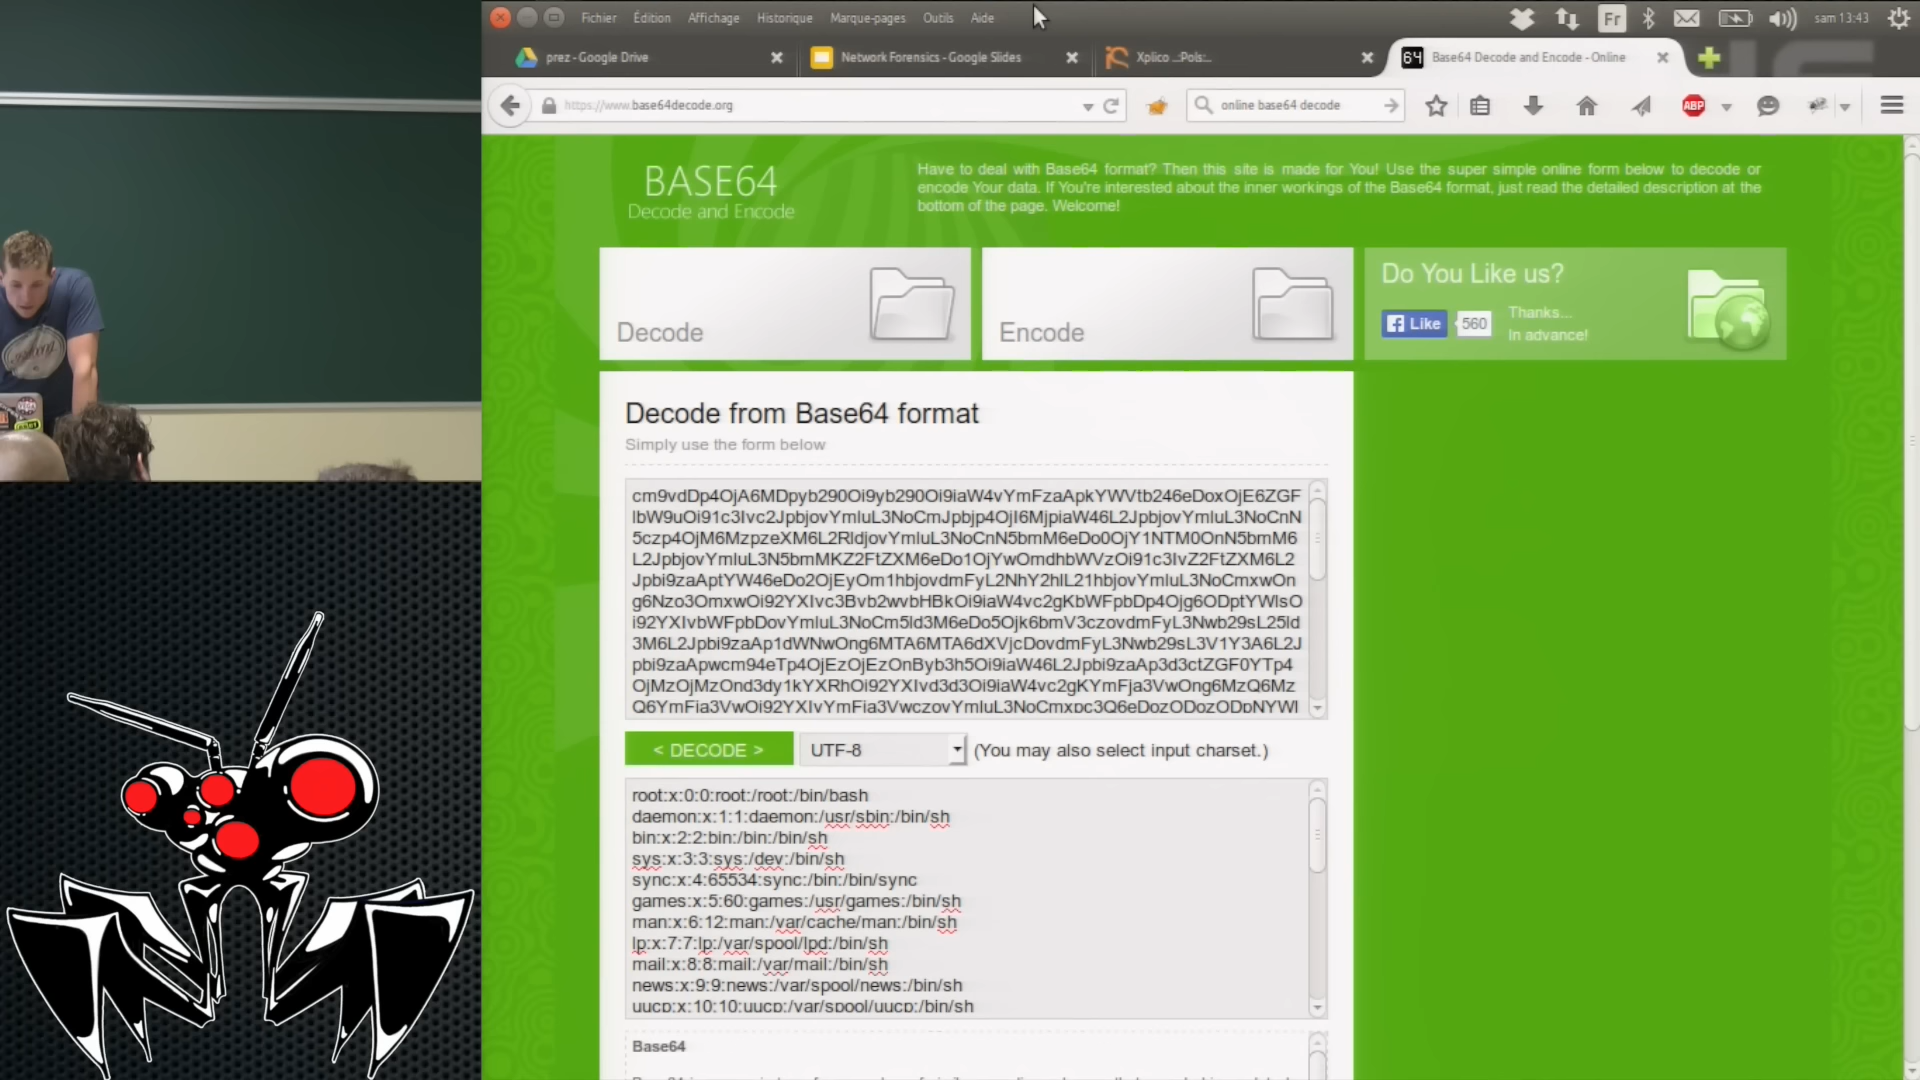 Fichier Édition Affichage Historique Marque-pages Outils Aide
Fr
sam 13:43
prez - Google Drive
Network Forensics - Google Slides
Xplico ..:Pols:..
64
Base64 Decode and Encode - Online
https://www.base64decode.org
online base64 decode
ABP
BASE64
Decode and Encode
Have to deal with Base64 format? Then this site is made for You! Use the super simple online form below to decode or
encode Your data. If You're interested about the inner workings of the Base64 format, just read the detailed description at the
bottom of the page. Welcome!
Decode
Encode
Do You Like us?
Like
560
Thanks...
In advance!
Decode from Base64 format
Simply use the form below
cm9vdDp4OjA6MDpyb290Oi9yb290Oi9iaW4vYmFzaApkYWVtb246eDoxOjE6ZGF
lbW9uOi91c3Ivc2JpbjovYmluL3NoCmJpbjp4OjI6MjpiaW46L2JpbjovYmluL3NoCnN
5czp4OjM6MzpzeXM6L2RldjovYmluL3NoCnN5bmM6eDo0OjY1NTM0OnN5bmM6
L2JpbjovYmluL3N5bmMKZ2FtZXM6eDo1OjYwOmdhbWVzOi91c3IvZ2FtZXM6L2
Jpbi9zaAptYW46eDo2OjEyOm1hbjovdmFyL2NhY2hlL21hbjovYmluL3NoCmxwOn
g6Nzo3OmxwOi92YXIvc3Bvb2wvbHBkOi9iaW4vc2gKbWFpbDp4Ojg6ODptYWlsO
i92YXIvbWFpbDovYmluL3NoCm5ld3M6eDo5Ojk6bmV3czovdmFyL3Nwb29sL25ld
3M6L2Jpbi9zaAp1dWNwOng6MTA6MTA6dXVjcDovdmFyL3Nwb29sL3V1Y3A6L2J
pbi9zaApwcm94eTp4OjEzOjEzOnByb3h5Oi9iaW46L2Jpbi9zaAp3d3ctZGF0YTp4
OjMzOjMzOnd3dy1kYXRhOi92YXIvd3d3Oi9iaW4vc2gKYmFja3VwOng6MzQ6Mz
Q6YmFja3VwOi92YXIvYmFja3VwczovYmluL3NoCmxpc3Q6eDozODozODpNYWl
< DECODE >
UTF-8
(You may also select input charset.)
root:x:0:0:root:/root:/bin/bash
daemon:x:1:1:daemon:/usr/sbin:/bin/sh
bin:x:2:2:bin:/bin:/bin/sh
sys:x:3:3:sys:/dev:/bin/sh
sync:x:4:65534:sync:/bin:/bin/sync
games:x:5:60:games:/usr/games:/bin/sh
man:x:6:12:man:/var/cache/man:/bin/sh
lp:x:7:7:lp:/var/spool/lpd:/bin/sh
mail:x:8:8:mail:/var/mail:/bin/sh
news:x:9:9:news:/var/spool/news:/bin/sh
uucp:x:10:10:uucp:/var/spool/uucp:/bin/sh
Base64